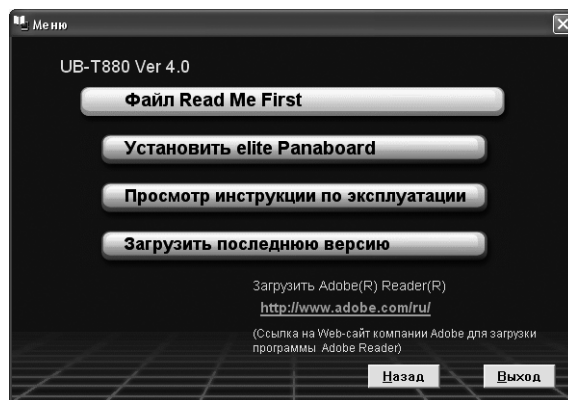 Меню
UB-T880 Ver 4.0
Файл Read Me First
Установить elite Panaboard
Просмотр инструкции по эксплуатации
Загрузить последнюю версию
Загрузить Adobe(R) Reader(R)
http://www.adobe.com/ru/
(Ссылка на Web-сайт компании Adobe для загрузки
программы Adobe Reader)
Назад Выход